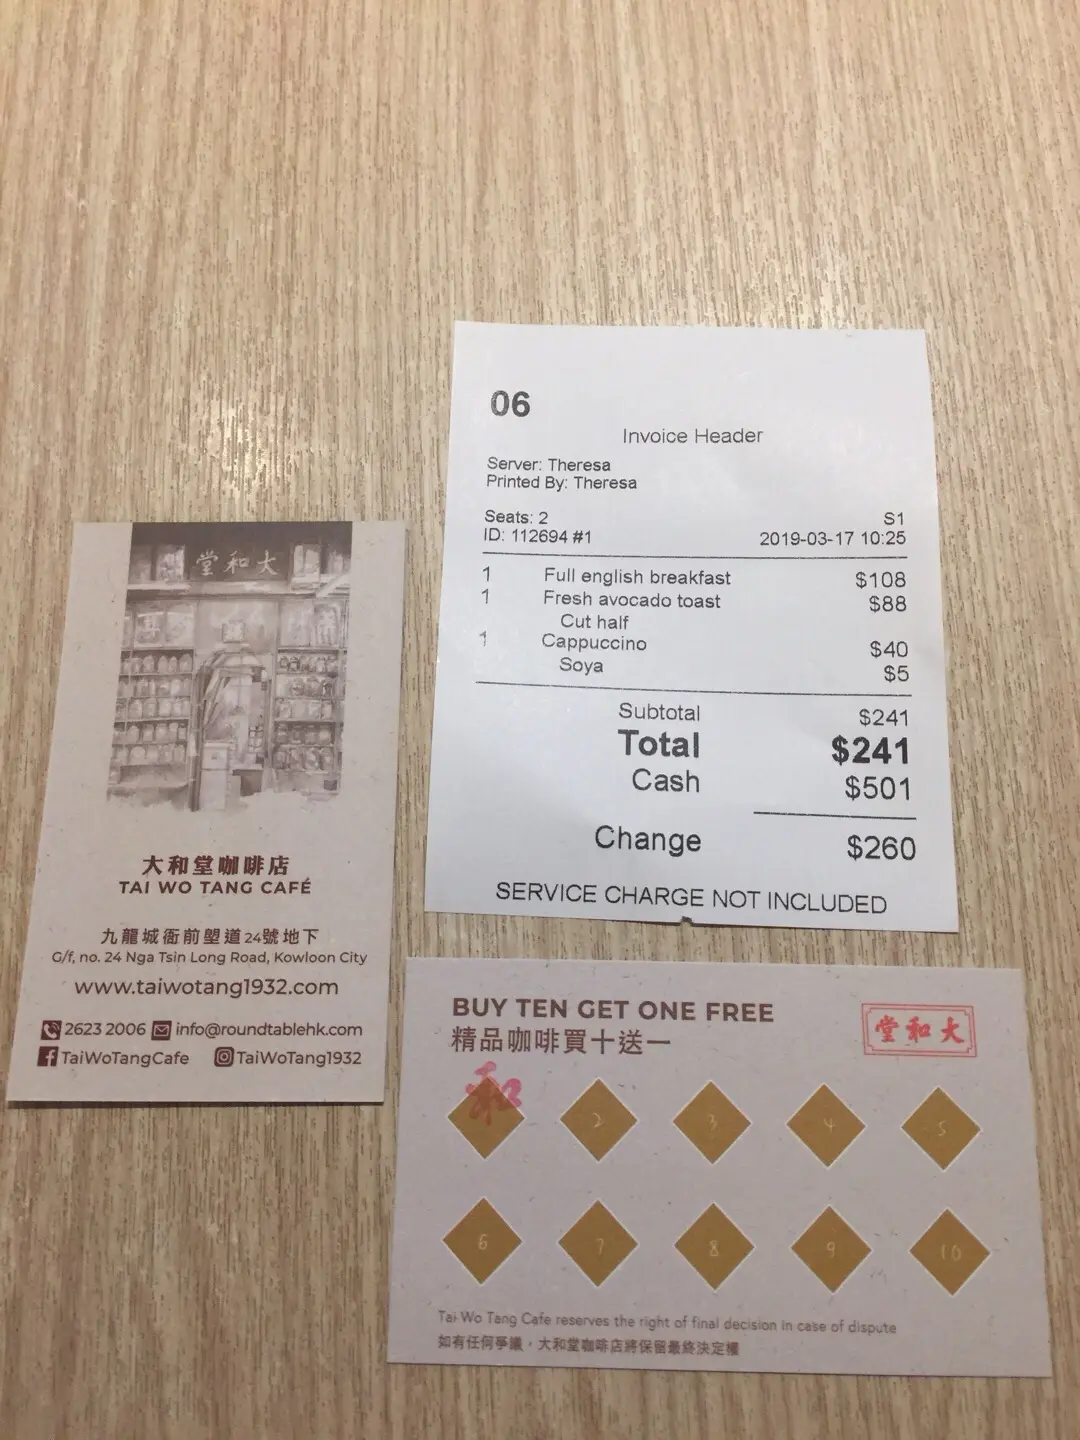 大和堂
大和堂咖啡店
TAI WO TANG CAFÉ
九龍城衙前塱道24號地下
G/f, no. 24 Nga Tsin Long Road, Kowloon City
www.taiwotang1932.com
2623 2006 info@roundtablehk.com
TaiWoTangCafe TaiWoTang1932
06
Invoice Header
Server: Theresa
Printed By: Theresa
Seats: 2 S1
ID: 112694 #1 2019-03-17 10:25
1 Full english breakfast $108
1 Fresh avocado toast $88
Cut half
1 Cappuccino $40
Soya $5
Subtotal $241
Total $241
Cash $501
Change $260
SERVICE CHARGE NOT INCLUDED
BUY TEN GET ONE FREE
精品咖啡買十送一
大和堂
和 2 3 4 5
6 7 8 9 10
Tai Wo Tang Cafe reserves the right of final decision in case of dispute
如有任何爭議，大和堂咖啡店將保留最終決定權